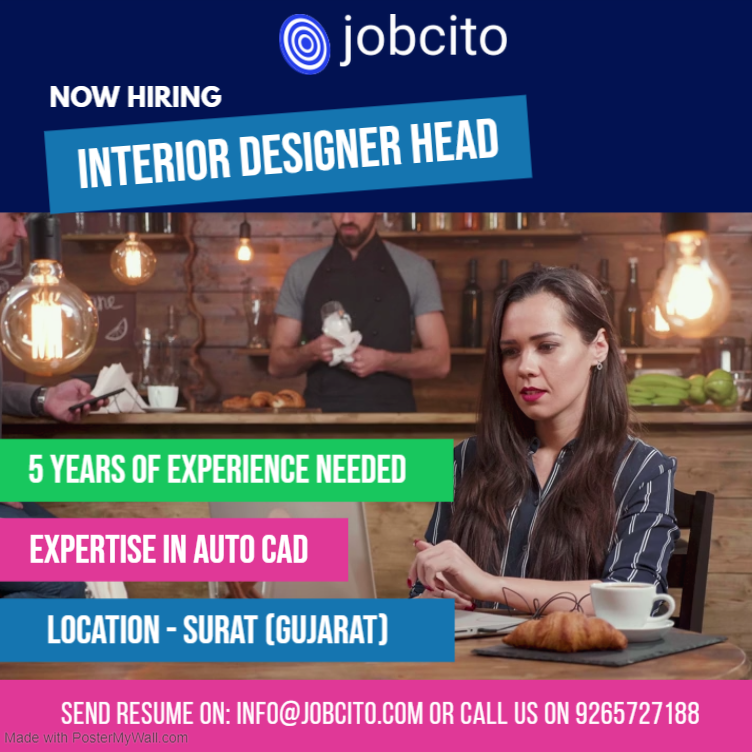 jobcito
NOW HIRING
INTERIOR DESIGNER HEAD
5 YEARS OF EXPERIENCE NEEDED
EXPERTISE IN AUTO CAD
LOCATION - SURAT (GUJARAT)
SEND RESUME ON: INFO@JOBCITO.COM OR CALL US ON 9265727188
Made with PosterMyWall.com